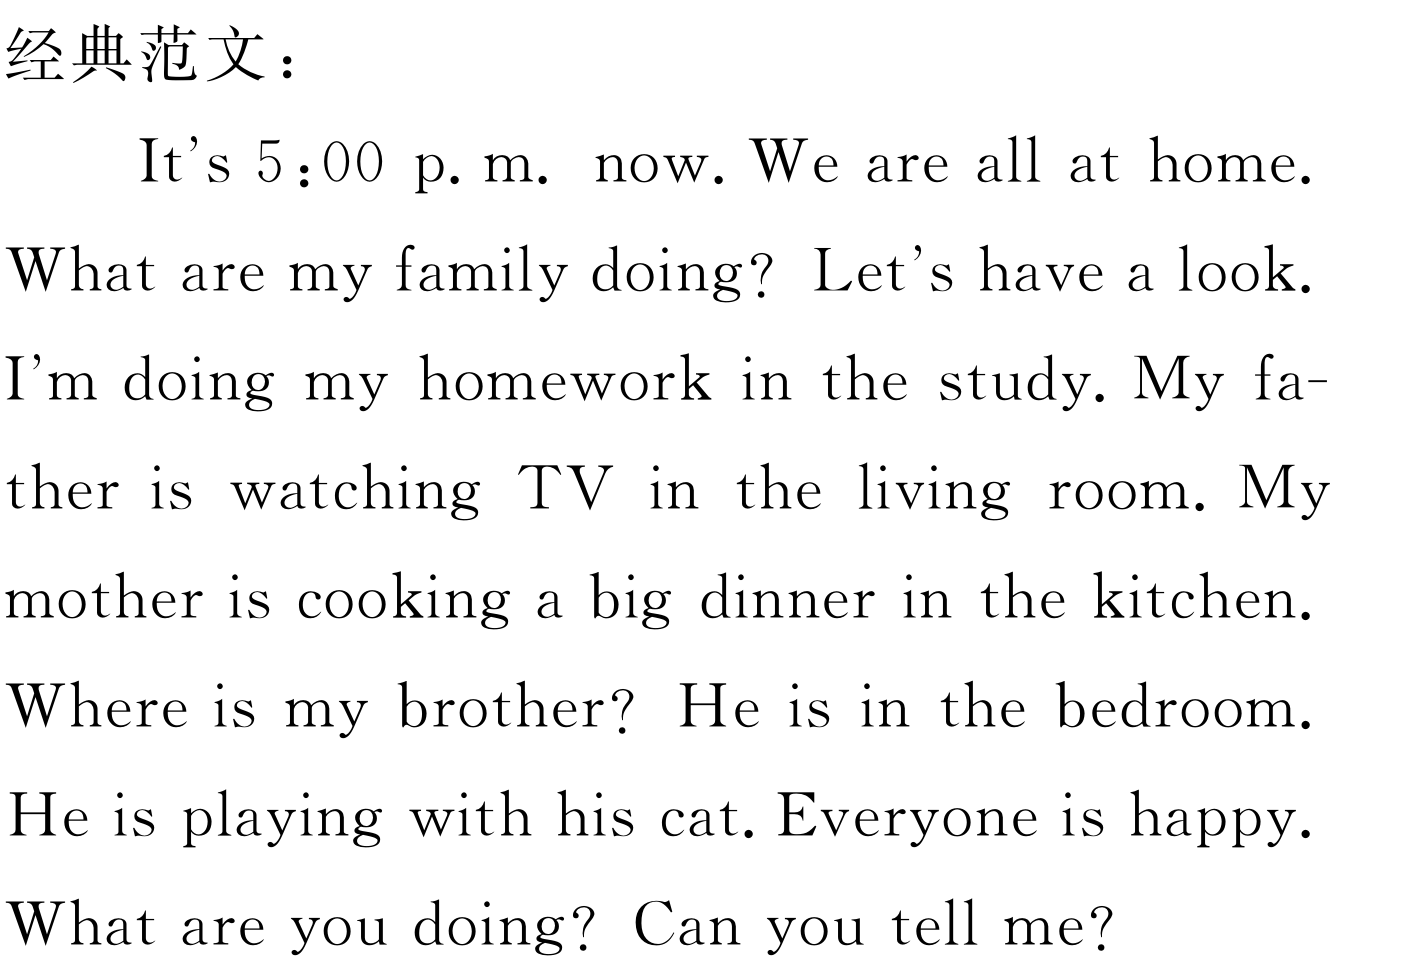 经典范文：
It's 5:00 p.m. now. We are all at home.
What are my family doing? Let's have a look.
I'm doing my homework in the study. My fa-
ther is watching TV in the living room. My
mother is cooking a big dinner in the kitchen.
Where is my brother? He is in the bedroom.
He is playing with his cat. Everyone is happy.
What are you doing? Can you tell me?